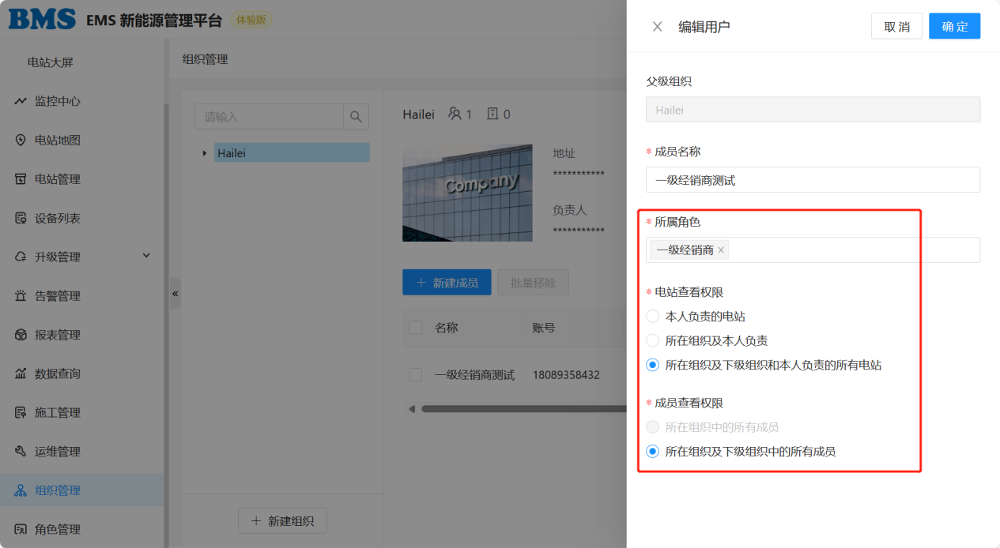 BMS EMS 新能源管理平台 体验版
电站大屏
监控中心
电站地图
电站管理
设备列表
升级管理
告警管理
报表管理
数据查询
施工管理
运维管理
组织管理
角色管理
组织管理
请输入
Hailei
新建组织
Hailei 1 0
Company
地址
***********
负责人
***********
新建成员 批量移除
名称 账号
一级经销商测试 18089358432
编辑用户 取 消 确 定
父级组织
Hailei
* 成员名称
一级经销商测试
* 所属角色
一级经销商
* 电站查看权限
本人负责的电站
所在组织及本人负责
所在组织及下级组织和本人负责的所有电站
* 成员查看权限
所在组织中的所有成员
所在组织及下级组织中的所有成员